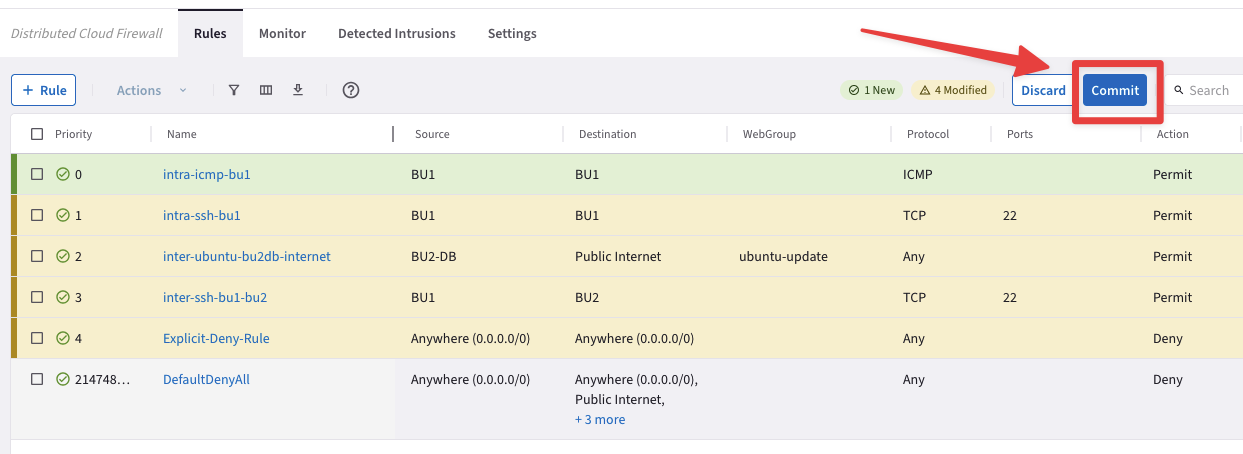 Distributed Cloud Firewall Rules Monitor Detected Intrusions Settings
+ Rule Actions 1 New 4 Modified Discard Commit Search
Priority Name Source Destination WebGroup Protocol Ports Action
0 intra-icmp-bu1 BU1 BU1 ICMP Permit
1 intra-ssh-bu1 BU1 BU1 TCP 22 Permit
2 inter-ubuntu-bu2db-internet BU2-DB Public Internet ubuntu-update Any Permit
3 inter-ssh-bu1-bu2 BU1 BU2 TCP 22 Permit
4 Explicit-Deny-Rule Anywhere (0.0.0.0/0) Anywhere (0.0.0.0/0) Any Deny
214748... DefaultDenyAll Anywhere (0.0.0.0/0) Anywhere (0.0.0.0/0), Any Deny
Public Internet,
+ 3 more